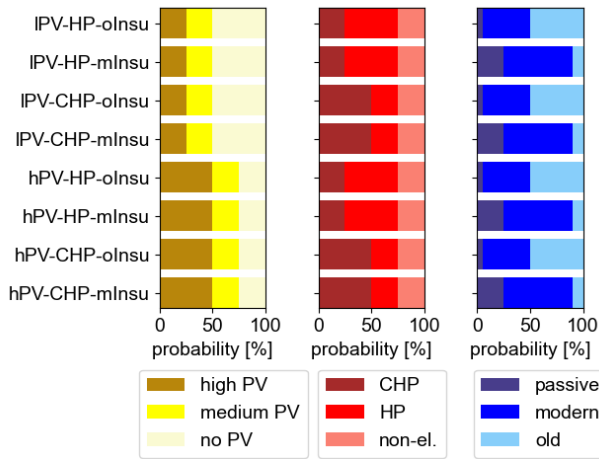 lPV-HP-oInsu
lPV-HP-mInsu
lPV-CHP-oInsu
lPV-CHP-mInsu
hPV-HP-oInsu
hPV-HP-mInsu
hPV-CHP-oInsu
hPV-CHP-mInsu
0 50 100 0 50 100 0 50 100
probability [%] probability [%] probability [%]
high PV CHP passive
medium PV HP modern
no PV non-el. old